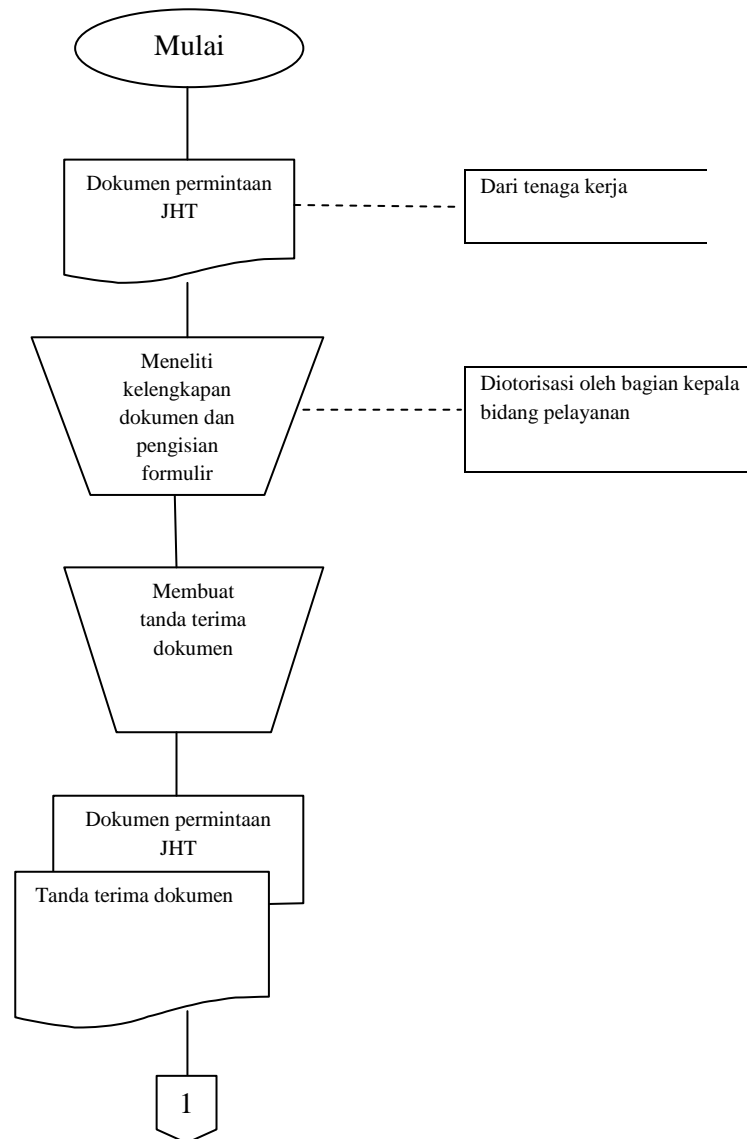 Mulai
Dokumen permintaan
JHT
Dari tenaga kerja
Meneliti
kelengkapan
dokumen dan
pengisian
formulir
Diotorisasi oleh bagian kepala
bidang pelayanan
Membuat
tanda terima
dokumen
Dokumen permintaan
JHT
Tanda terima dokumen
1